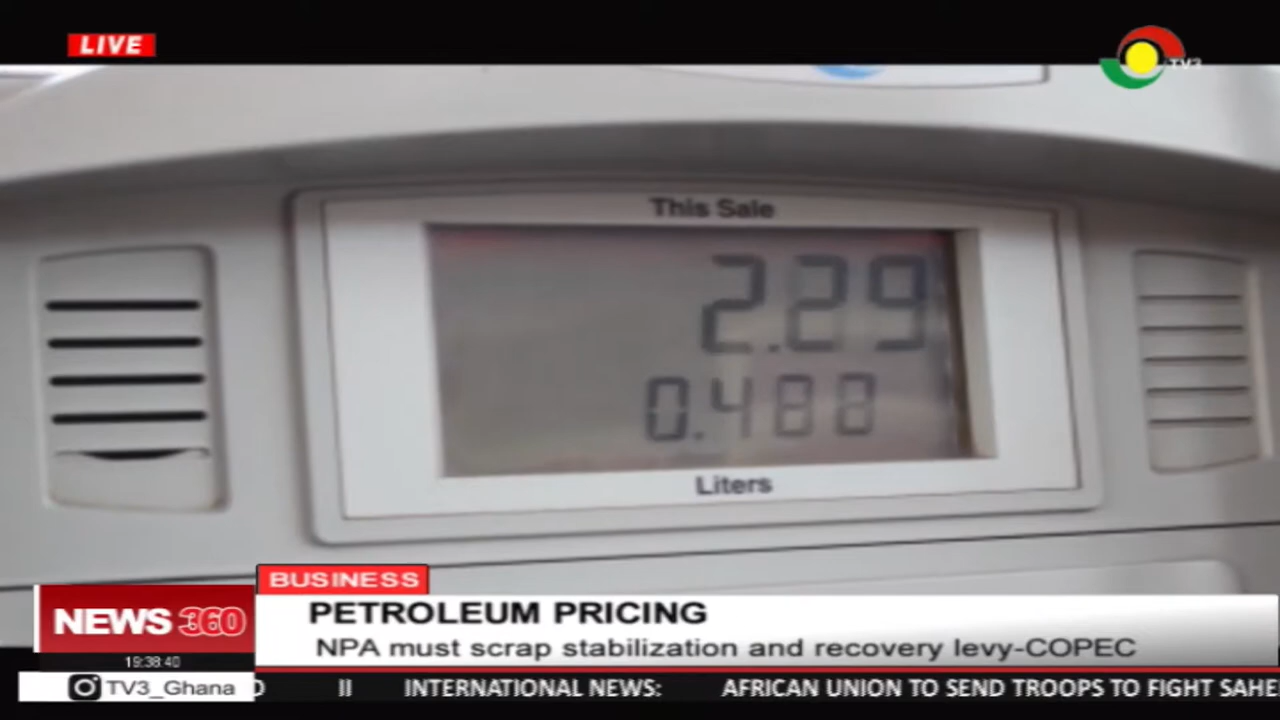 LIVE
TV3
This Sale
2.29
0.488
Liters
BUSINESS
NEWS 360
PETROLEUM PRICING
NPA must scrap stabilization and recovery levy-COPEC
19:38:40
TV3_Ghana
II INTERNATIONAL NEWS: AFRICAN UNION TO SEND TROOPS TO FIGHT SAHE